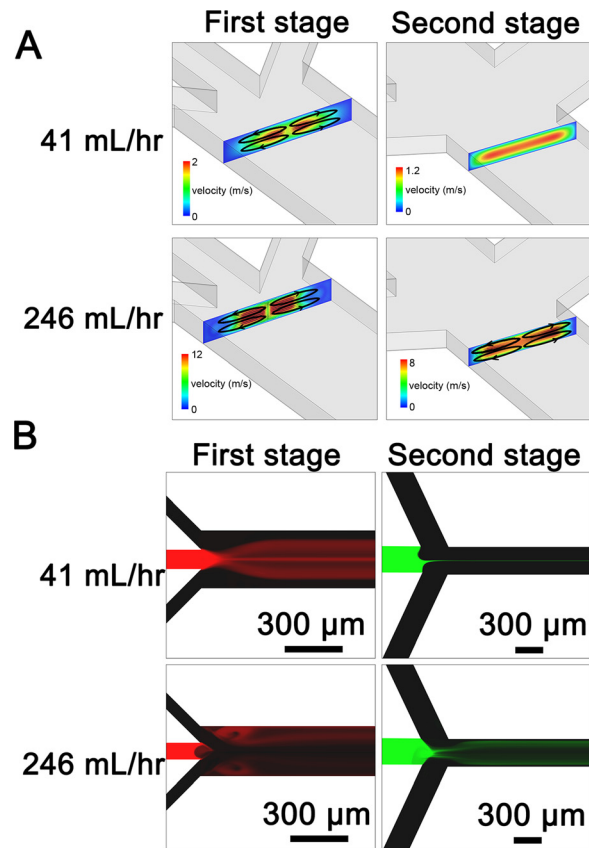 First stage Second stage
A
41 mL/hr
2
velocity (m/s)
0
1.2
velocity (m/s)
0
246 mL/hr
12
velocity (m/s)
0
8
velocity (m/s)
0
B
First stage Second stage
41 mL/hr
300 µm 300 µm
246 mL/hr
300 µm 300 µm